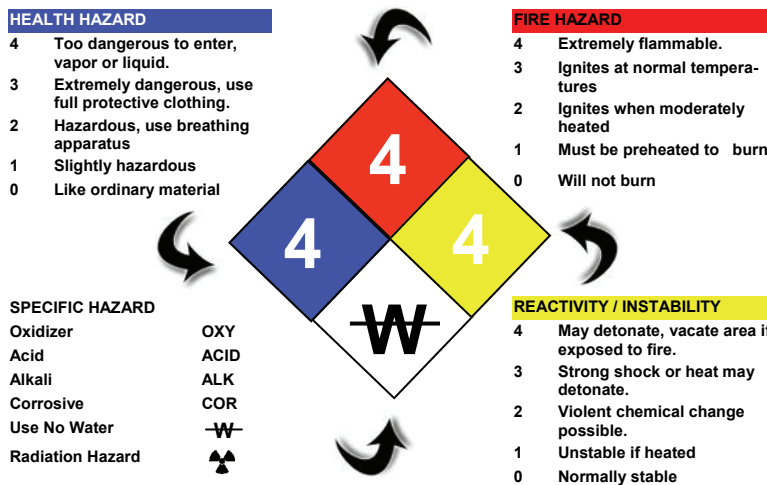 HEALTH HAZARD
4 Too dangerous to enter,
vapor or liquid.
3 Extremely dangerous, use
full protective clothing.
2 Hazardous, use breathing
apparatus
1 Slightly hazardous
0 Like ordinary material
FIRE HAZARD
4 Extremely flammable.
3 Ignites at normal tempera-
tures
2 Ignites when moderately
heated
1 Must be preheated to burn
0 Will not burn
4
4
4
W
SPECIFIC HAZARD
Oxidizer OXY
Acid ACID
Alkali ALK
Corrosive COR
Use No Water W
Radiation Hazard
REACTIVITY / INSTABILITY
4 May detonate, vacate area if
exposed to fire.
3 Strong shock or heat may
detonate.
2 Violent chemical change
possible.
1 Unstable if heated
0 Normally stable